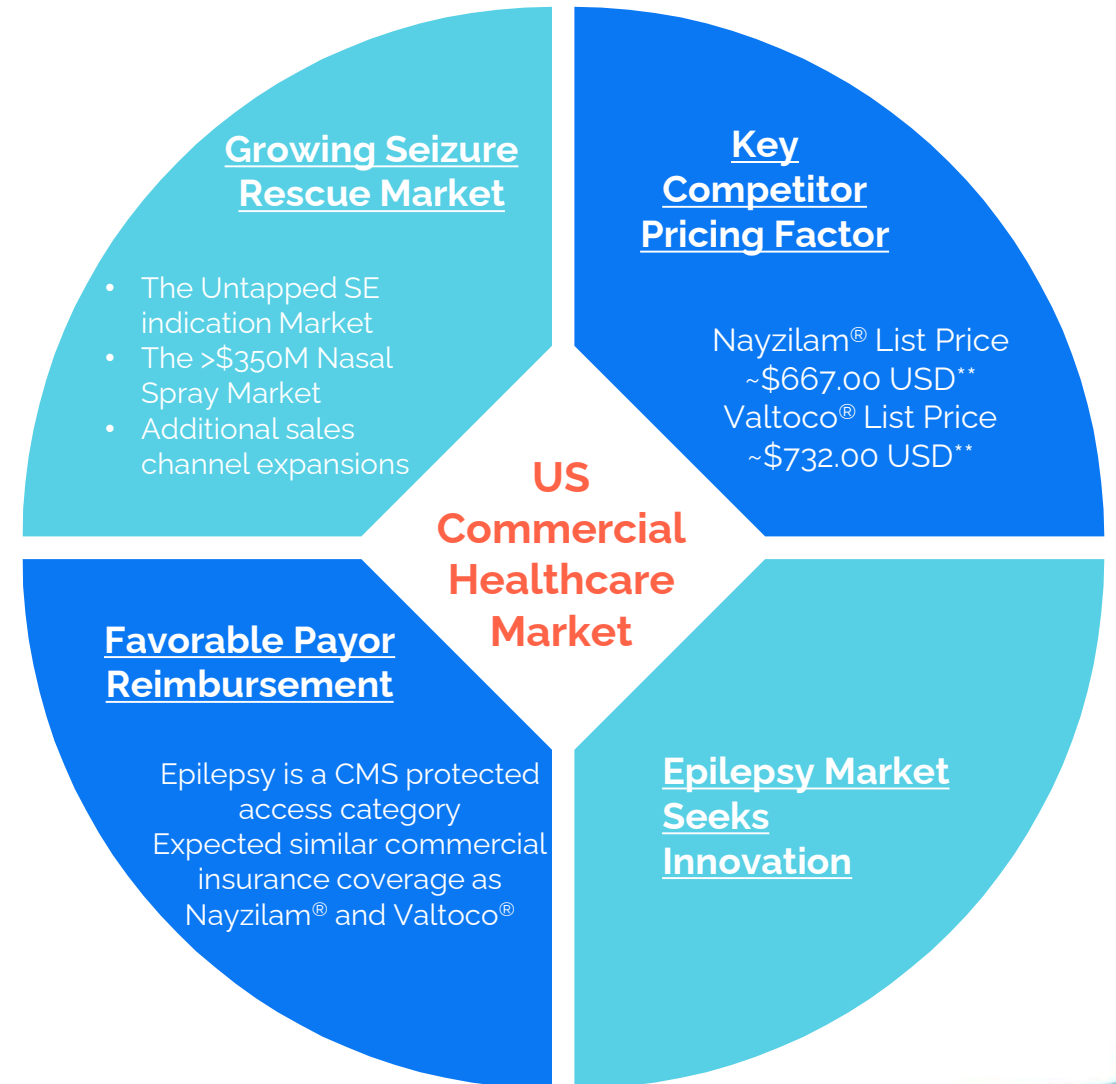 Growing Seizure
Rescue Market
• The Untapped SE
indication Market
• The >$350M Nasal
Spray Market
• Additional sales
channel expansions
Key
Competitor
Pricing Factor
Nayzilam® List Price
~$667.00 USD**
Valtoco® List Price
~$732.00 USD**
US
Commercial
Healthcare
Market
Favorable Payor
Reimbursement
Epilepsy is a CMS protected
access category
Expected similar commercial
insurance coverage as
Nayzilam® and Valtoco®
Epilepsy Market
Seeks
Innovation